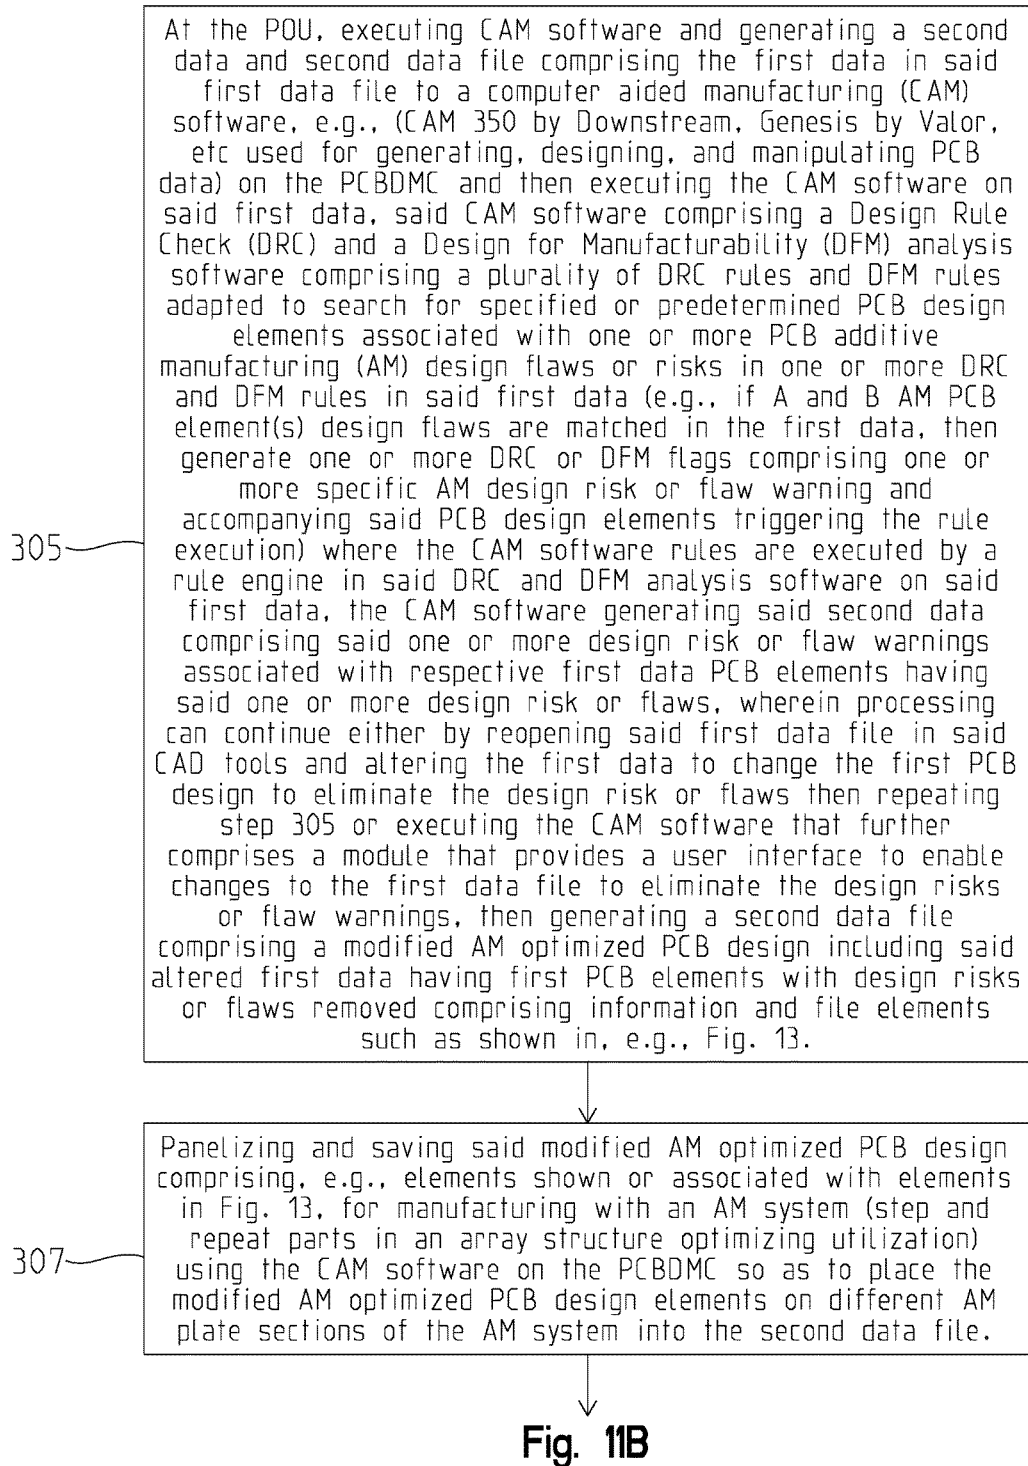 At the POU, executing CAM software and generating a second
data and second data file comprising the first data in said
first data file to a computer aided manufacturing (CAM)
software, e.g., (CAM 350 by Downstream, Genesis by Valor,
etc used for generating, designing, and manipulating PCB
data) on the PCBDMC and then executing the CAM software on
said first data, said CAM software comprising a Design Rule
Check (DRC) and a Design for Manufacturability (DFM) analysis
software comprising a plurality of DRC rules and DFM rules
adapted to search for specified or predetermined PCB design
elements associated with one or more PCB additive
manufacturing (AM) design flaws or risks in one or more DRC
and DFM rules in said first data (e.g., if A and B AM PCB
element(s) design flaws are matched in the first data, then
generate one or more DRC or DFM flags comprising one or
more specific AM design risk or flaw warning and
accompanying said PCB design elements triggering the rule
execution) where the CAM software rules are executed by a
rule engine in said DRC and DFM analysis software on said
first data, the CAM software generating said second data
comprising said one or more design risk or flaw warnings
associated with respective first data PCB elements having
said one or more design risk or flaws, wherein processing
can continue either by reopening said first data file in said
CAD tools and altering the first data to change the first PCB
design to eliminate the design risk or flaws then repeating
step 305 or executing the CAM software that further
comprises a module that provides a user interface to enable
changes to the first data file to eliminate the design risks
or flaw warnings, then generating a second data file
comprising a modified AM optimized PCB design including said
altered first data having first PCB elements with design risks
or flaws removed comprising information and file elements
such as shown in, e.g., Fig. 13.
305
Panelizing and saving said modified AM optimized PCB design
comprising, e.g., elements shown or associated with elements
in Fig. 13, for manufacturing with an AM system (step and
repeat parts in an array structure optimizing utilization)
using the CAM software on the PCBDMC so as to place the
modified AM optimized PCB design elements on different AM
plate sections of the AM system into the second data file.
307
Fig. 11B